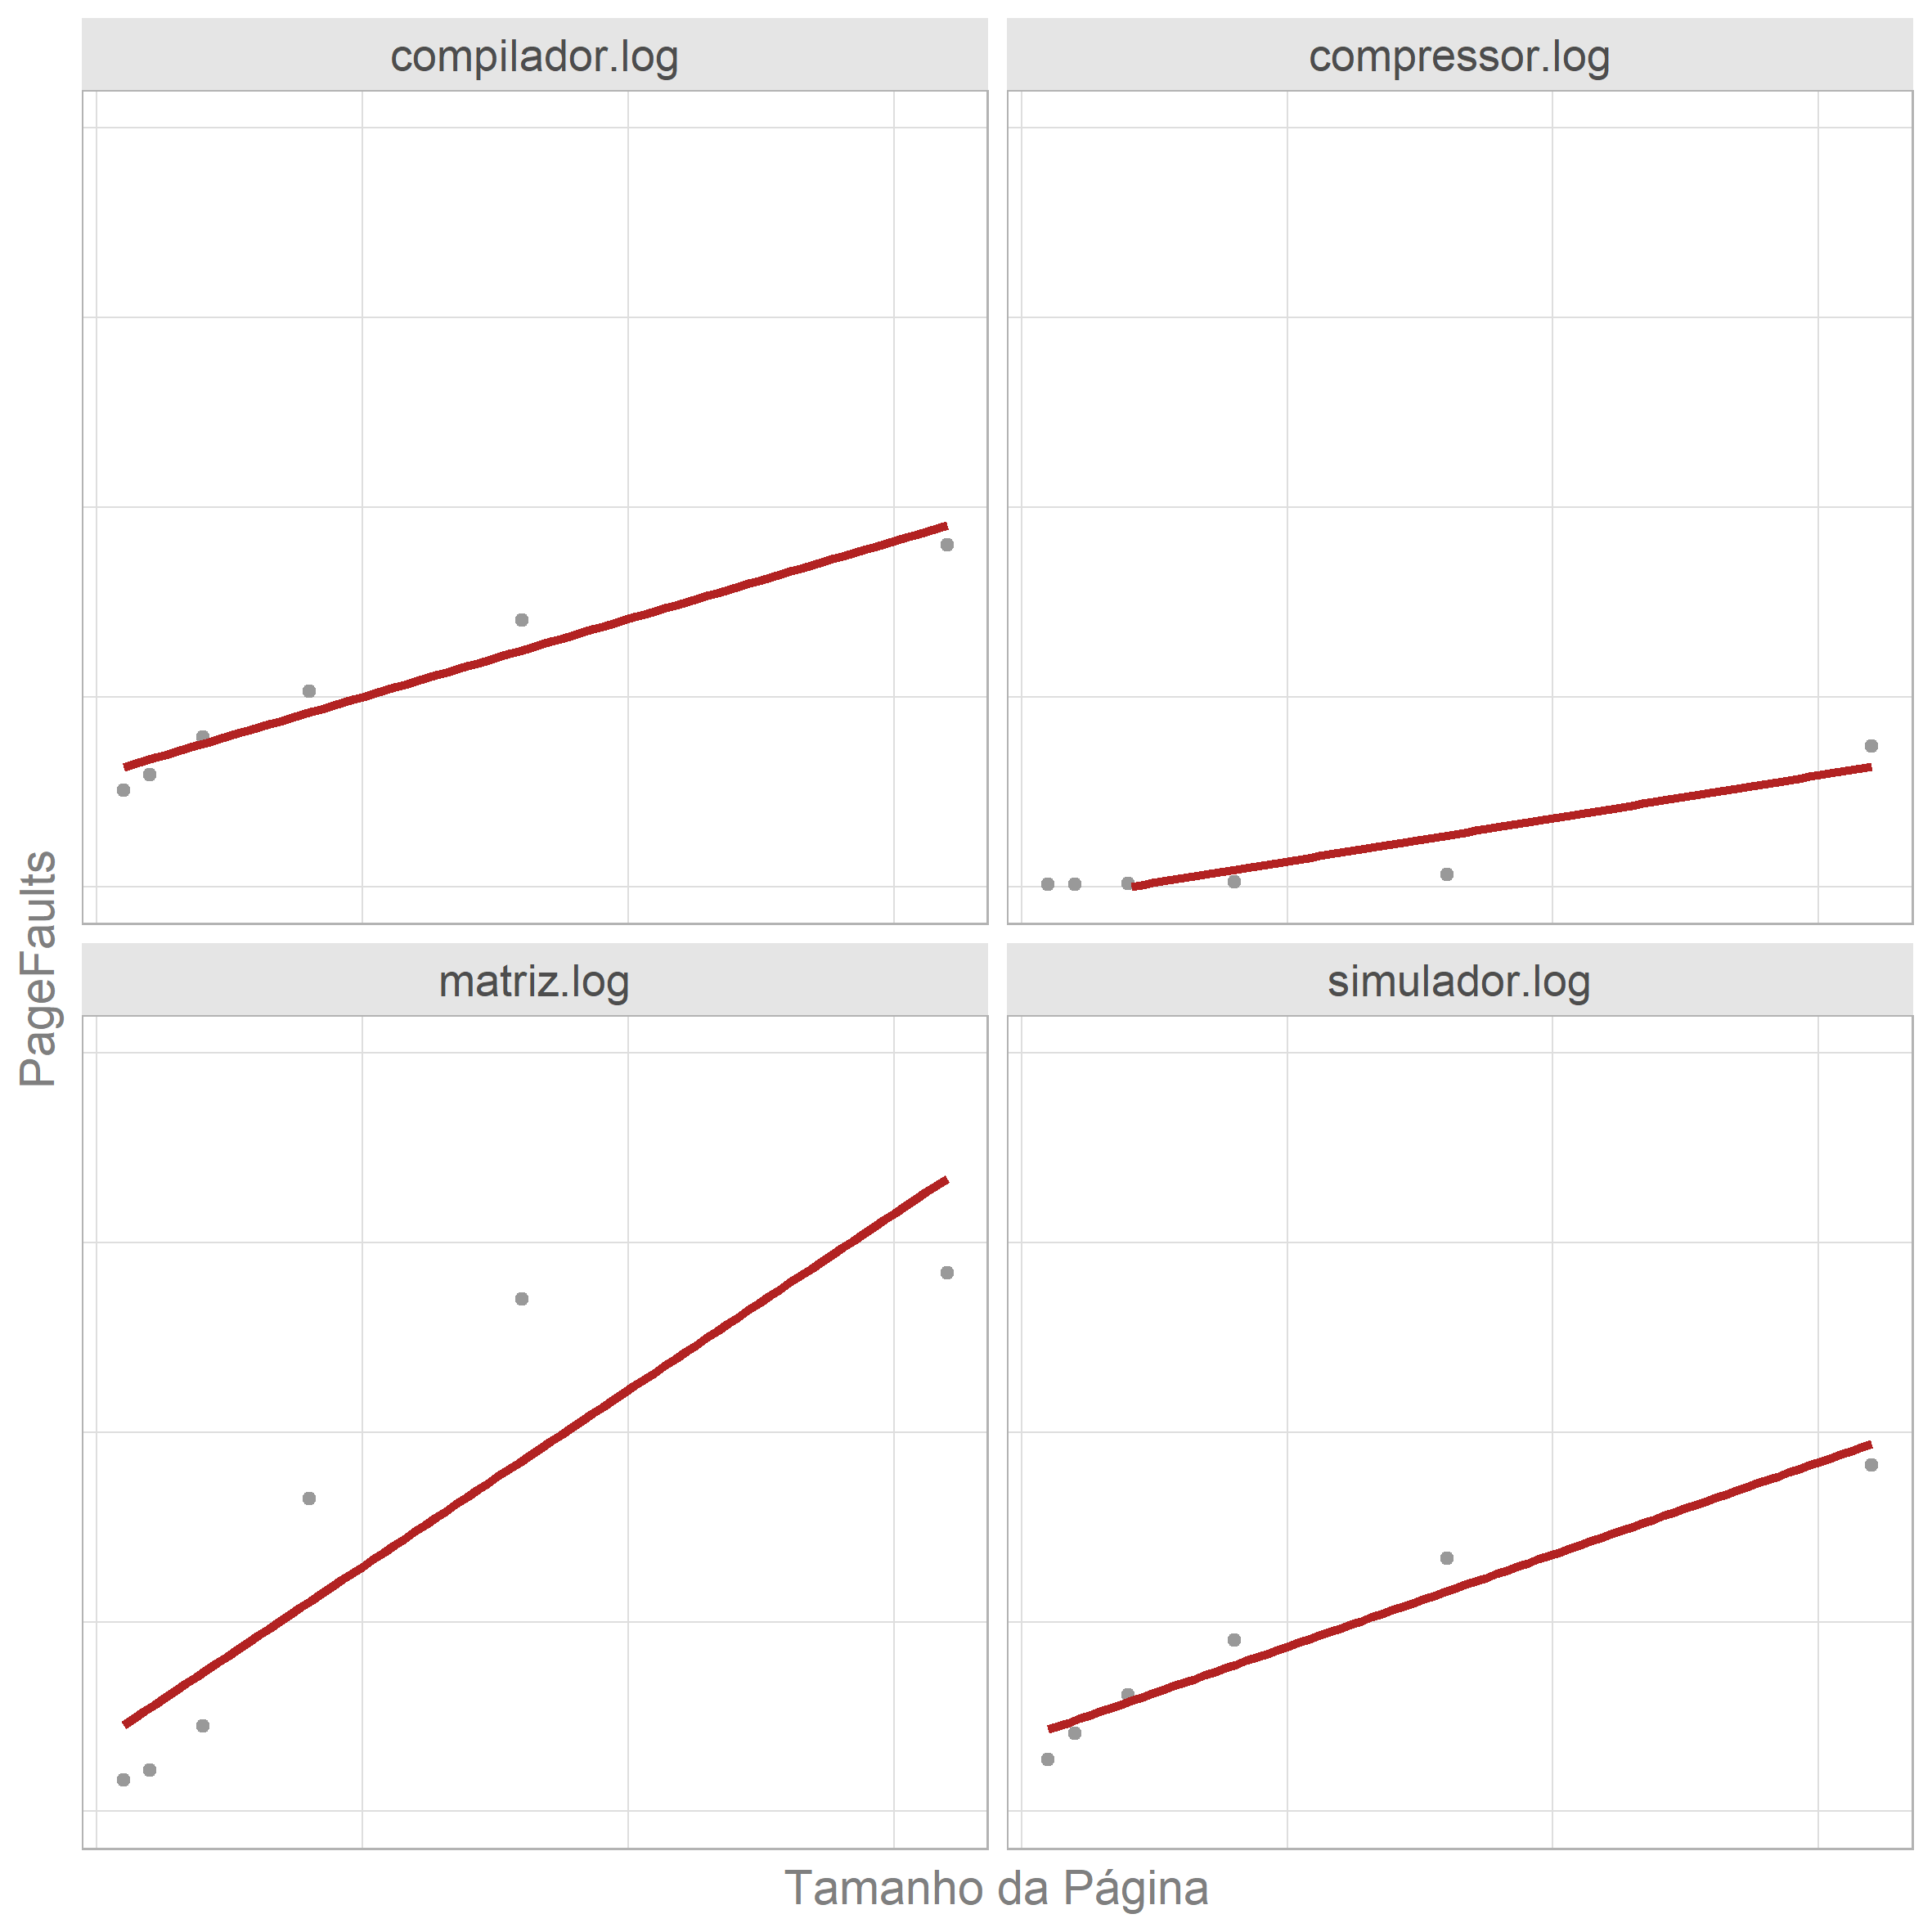 compilador.log
compressor.log
PageFaults
matriz.log
simulador.log
Tamanho da Página